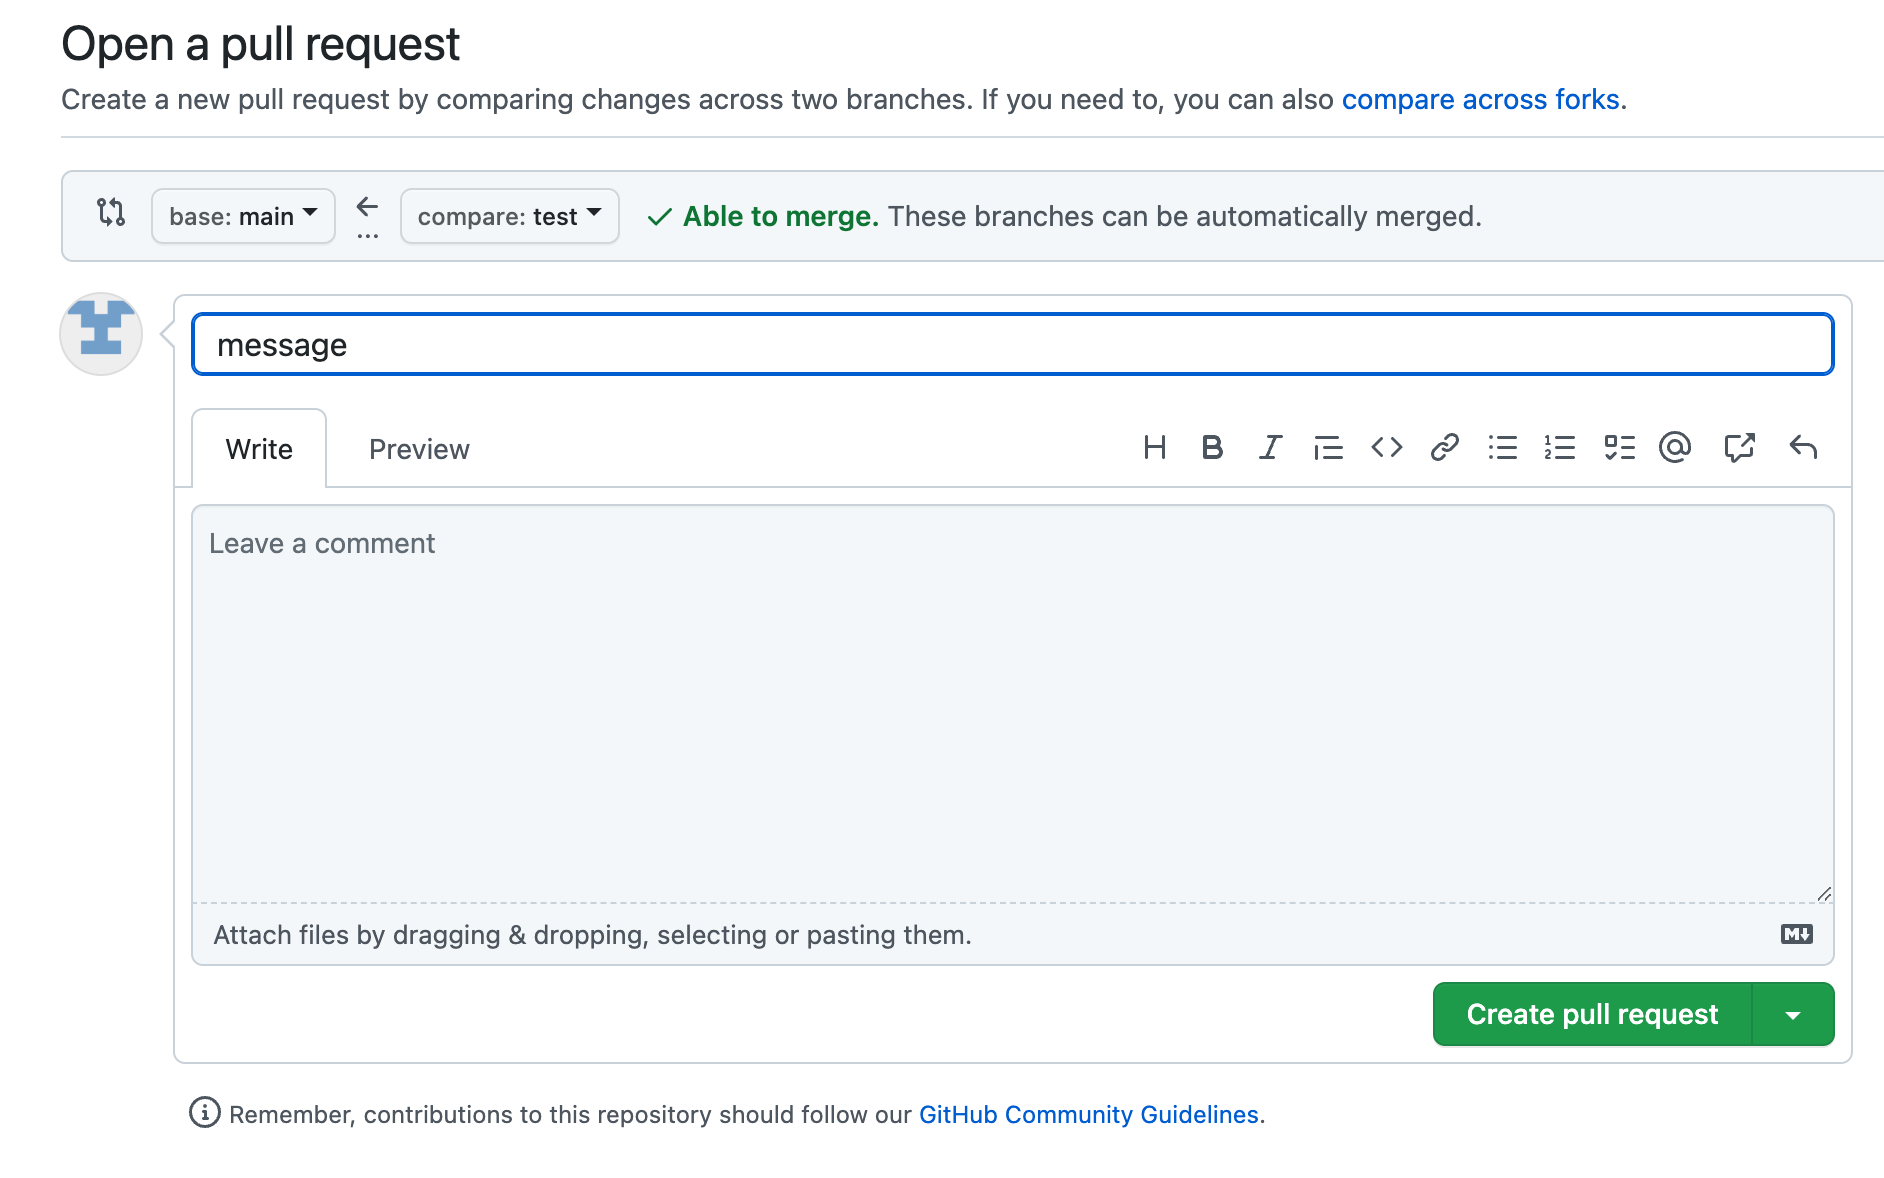 Open a pull request
Create a new pull request by comparing changes across two branches. If you need to, you can also compare across forks.
base: main ← ... compare: test ✓ Able to merge. These branches can be automatically merged.
message
Write Preview
Leave a comment
Attach files by dragging & dropping, selecting or pasting them.
Create pull request
Remember, contributions to this repository should follow our GitHub Community Guidelines.